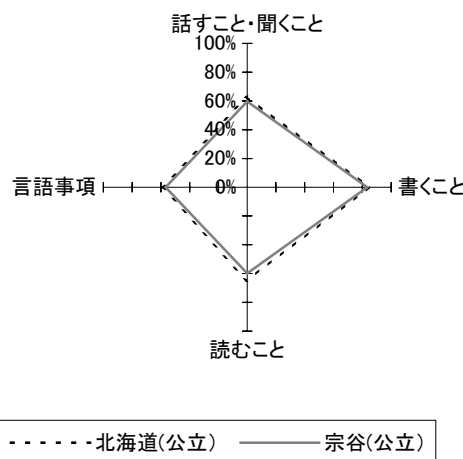 話すこと・聞くこと
100%
80%
60%
40%
20%
0%
言語事項
書くこと
読むこと
北海道(公立)
宗谷(公立)